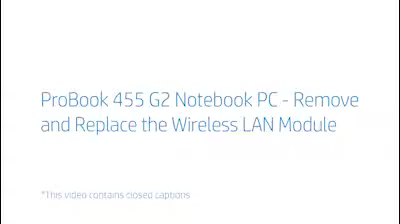 ProBook 455 G2 Notebook PC - Remove
and Replace the Wireless LAN Module
*This video contains closed captions